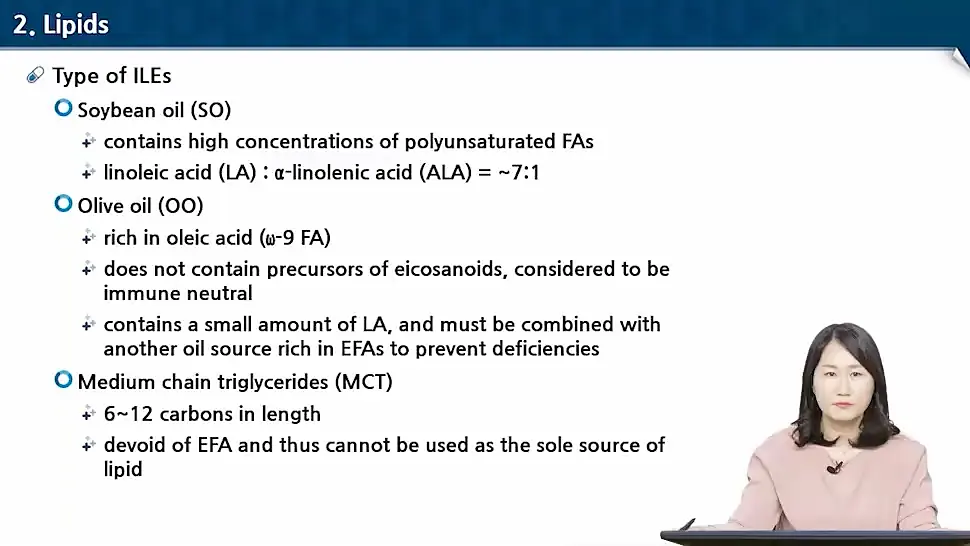 2. Lipids
Type of ILEs
Soybean oil (SO)
contains high concentrations of polyunsaturated FAs
linoleic acid (LA) : α-linolenic acid (ALA) = ~7:1
Olive oil (OO)
rich in oleic acid (ω-9 FA)
does not contain precursors of eicosanoids, considered to be
immune neutral
contains a small amount of LA, and must be combined with
another oil source rich in EFAs to prevent deficiencies
Medium chain triglycerides (MCT)
6~12 carbons in length
devoid of EFA and thus cannot be used as the sole source of
lipid